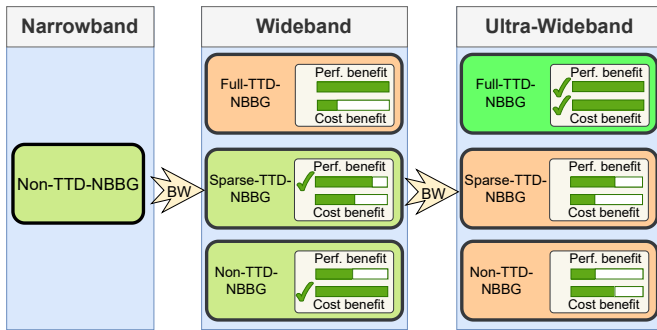 Narrowband
Non-TTD-NBBG
BW
Wideband
Full-TTD-
NBBG
Perf. benefit
Cost benefit
Sparse-TTD-
NBBG
Perf. benefit
Cost benefit
Non-TTD-
NBBG
Perf. benefit
Cost benefit
BW
Ultra-Wideband
Full-TTD-
NBBG
Perf. benefit
Cost benefit
Sparse-TTD-
NBBG
Perf. benefit
Cost benefit
Non-TTD-
NBBG
Perf. benefit
Cost benefit